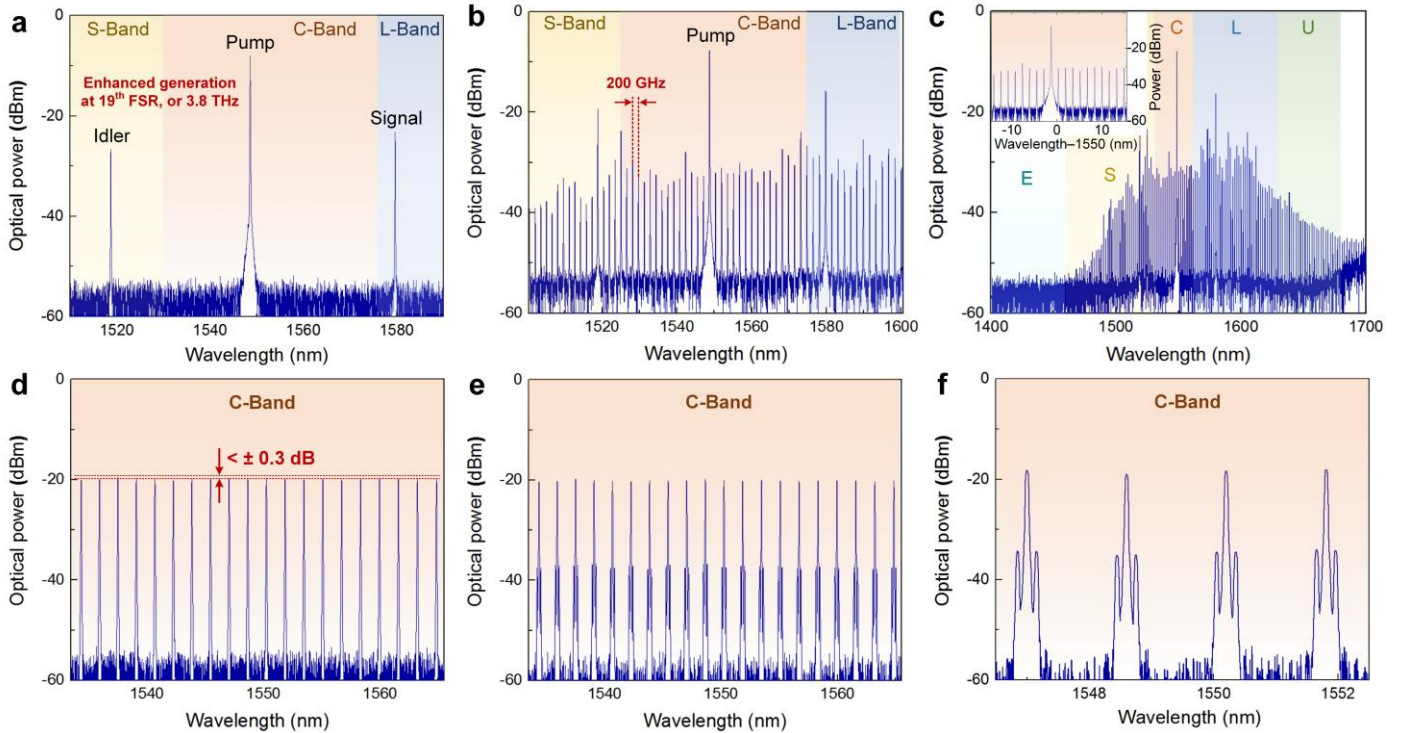 a
S-Band C-Band L-Band
Pump
Enhanced generation
at 19th FSR, or 3.8 THz
Idler
Signal
Optical power (dBm)
0
-20
-40
-60
1520 1540 1560 1580
Wavelength (nm)
b
S-Band C-Band L-Band
Pump
200 GHz
Optical power (dBm)
0
-20
-40
-60
1520 1540 1560 1580 1600
Wavelength (nm)
c
C L U
E S
Optical power (dBm)
0
-20
-40
-60
1400 1500 1600 1700
Wavelength (nm)
Power (dBm)
-20
-40
-60
-10 0 10
Wavelength–1550 (nm)
d
C-Band
< ± 0.3 dB
Optical power (dBm)
0
-20
-40
-60
1540 1550 1560
Wavelength (nm)
e
C-Band
Optical power (dBm)
0
-20
-40
-60
1540 1550 1560
Wavelength (nm)
f
C-Band
Optical power (dBm)
0
-20
-40
-60
1548 1550 1552
Wavelength (nm)